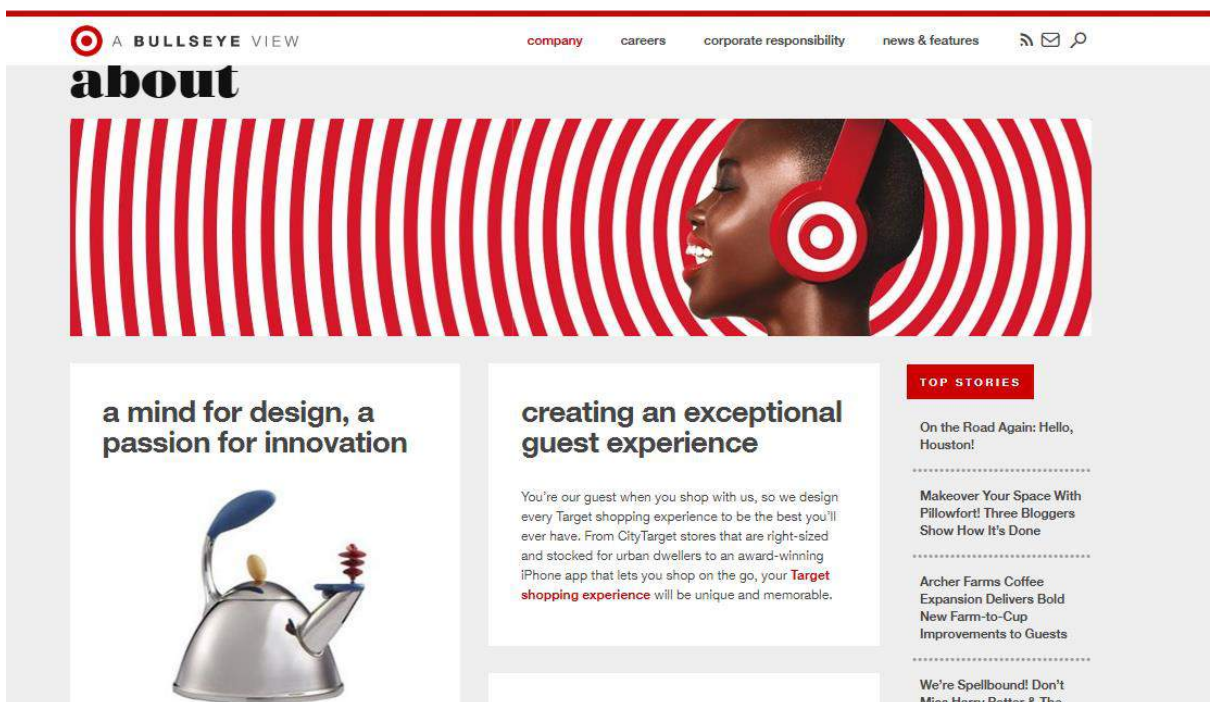 A BULLSEYE VIEW
company careers corporate responsibility news & features
about
a mind for design, a
passion for innovation
creating an exceptional
guest experience
You're our guest when you shop with us, so we design
every Target shopping experience to be the best you'll
ever have. From CityTarget stores that are right-sized
and stocked for urban dwellers to an award-winning
iPhone app that lets you shop on the go, your Target
shopping experience will be unique and memorable.
TOP STORIES
On the Road Again: Hello,
Houston!
Makeover Your Space With
Pillowfort! Three Bloggers
Show How It's Done
Archer Farms Coffee
Expansion Delivers Bold
New Farm-to-Cup
Improvements to Guests
We're Spellbound! Don't
Miss Harry Potter & The